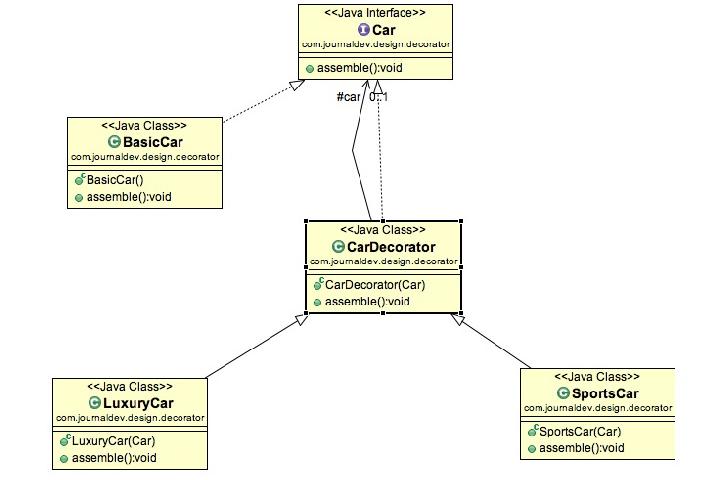 <<Java Interface>>
Car
com.journaldev.design.decorator
assemble():void
#car 0..1
<<Java Class>>
BasicCar
com.journaldev.design.decorator
BasicCar()
assemble():void
<<Java Class>>
CarDecorator
com.journaldev.design.decorator
CarDecorator(Car)
assemble():void
<<Java Class>>
LuxuryCar
com.journaldev.design.decorator
LuxuryCar(Car)
assemble():void
<<Java Class>>
SportsCar
com.journaldev.design.decorator
SportsCar(Car)
assemble():void